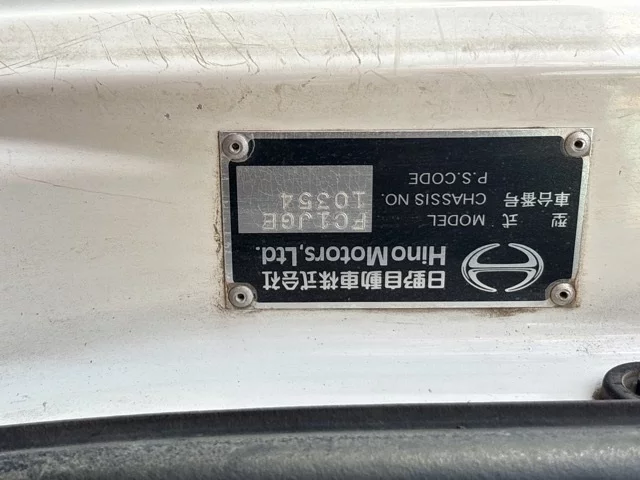 日野自動車株式会社
Hino Motors, Ltd.
型式 MODEL FC1JGE
車台番号 CHASSIS NO. 10354
P.S.CODE